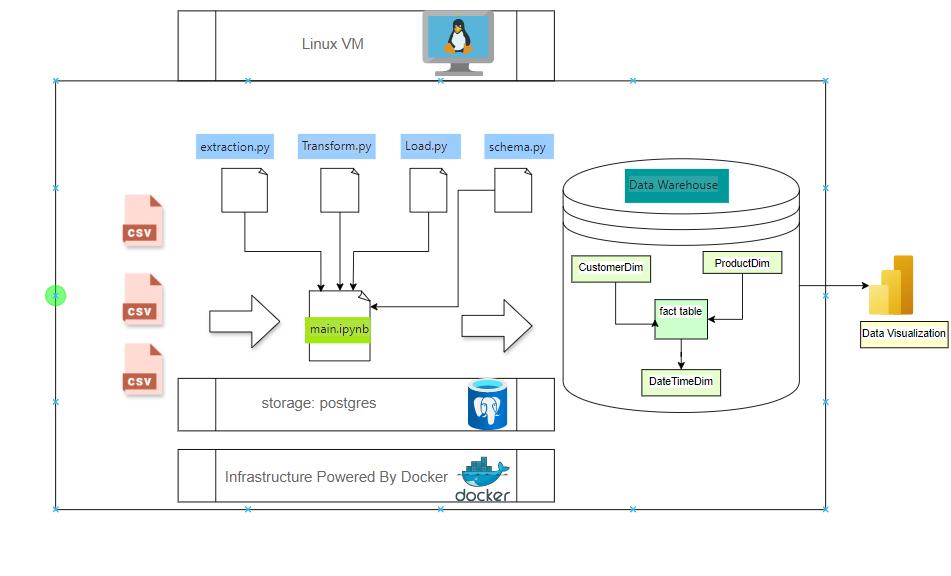 Linux VM
extraction.py
Transform.py
Load.py
schema.py
Data Warehouse
CSV
CSV
CSV
main.ipynb
CustomerDim
ProductDim
fact table
DateTimeDim
Data Visualization
storage: postgres
Infrastructure Powered By Docker
docker